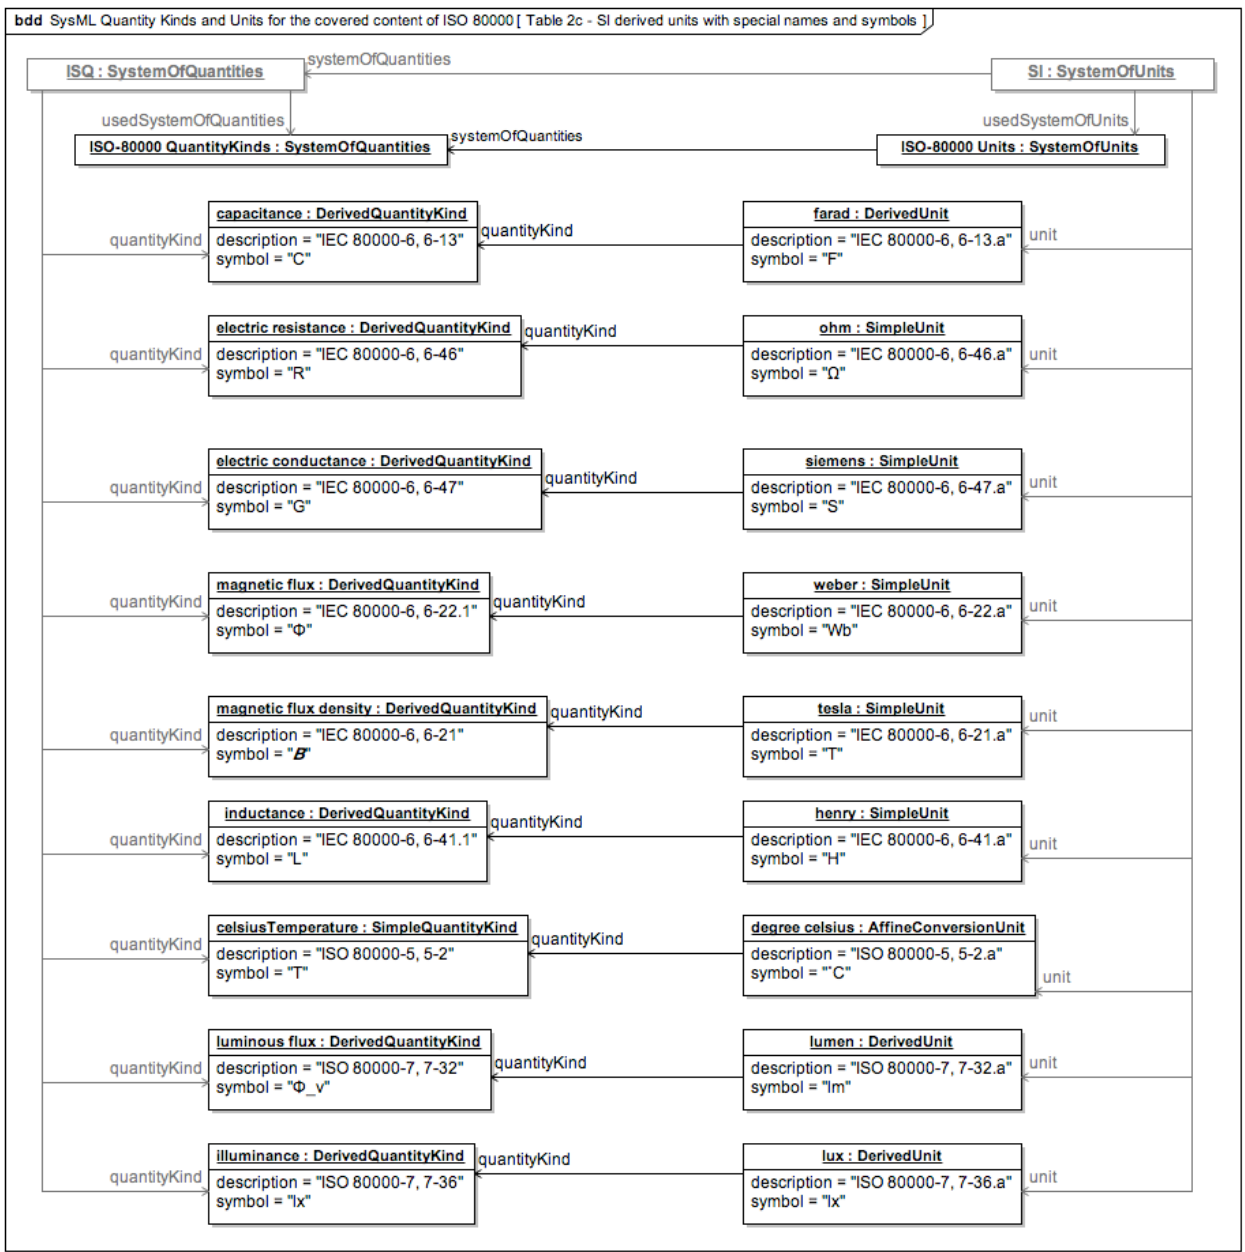 bdd SysML Quantity Kinds and Units for the covered content of ISO 80000 [ Table 2c - SI derived units with special names and symbols ]
systemOfQuantities
ISQ : SystemOfQuantities
SI : SystemOfUnits
usedSystemOfQuantities
usedSystemOfUnits
systemOfQuantities
ISO-80000 QuantityKinds : SystemOfQuantities
ISO-80000 Units : SystemOfUnits
capacitance : DerivedQuantityKind
farad : DerivedUnit
quantityKind
description = "IEC 80000-6, 6-13"
quantityKind
description = "IEC 80000-6, 6-13.a"
unit
symbol = "C"
symbol = "F"
electric resistance : DerivedQuantityKind
quantityKind
ohm : SimpleUnit
quantityKind
description = "IEC 80000-6, 6-46"
description = "IEC 80000-6, 6-46.a"
unit
symbol = "R"
symbol = "Ω"
electric conductance : DerivedQuantityKind
siemens : SimpleUnit
quantityKind
description = "IEC 80000-6, 6-47"
quantityKind
description = "IEC 80000-6, 6-47.a"
unit
symbol = "G"
symbol = "S"
magnetic flux : DerivedQuantityKind
weber : SimpleUnit
quantityKind
description = "IEC 80000-6, 6-22.1"
quantityKind
description = "IEC 80000-6, 6-22.a"
unit
symbol = "Φ"
symbol = "Wb"
magnetic flux density : DerivedQuantityKind
quantityKind
tesla : SimpleUnit
unit
quantityKind
description = "IEC 80000-6, 6-21"
description = "IEC 80000-6, 6-21.a"
symbol = "B"
symbol = "T"
inductance : DerivedQuantityKind
quantityKind
henry : SimpleUnit
quantityKind
description = "IEC 80000-6, 6-41.1"
description = "IEC 80000-6, 6-41.a"
unit
symbol = "L"
symbol = "H"
celsiusTemperature : SimpleQuantityKind
quantityKind
degree celsius : AffineConversionUnit
quantityKind
description = "ISO 80000-5, 5-2"
description = "ISO 80000-5, 5-2.a"
symbol = "T"
symbol = "˚C"
unit
luminous flux : DerivedQuantityKind
lumen : DerivedUnit
quantityKind
description = "ISO 80000-7, 7-32"
quantityKind
description = "ISO 80000-7, 7-32.a"
unit
symbol = "Φ_v"
symbol = "lm"
illuminance : DerivedQuantityKind
quantityKind
lux : DerivedUnit
quantityKind
description = "ISO 80000-7, 7-36"
description = "ISO 80000-7, 7-36.a"
unit
symbol = "lx"
symbol = "lx"